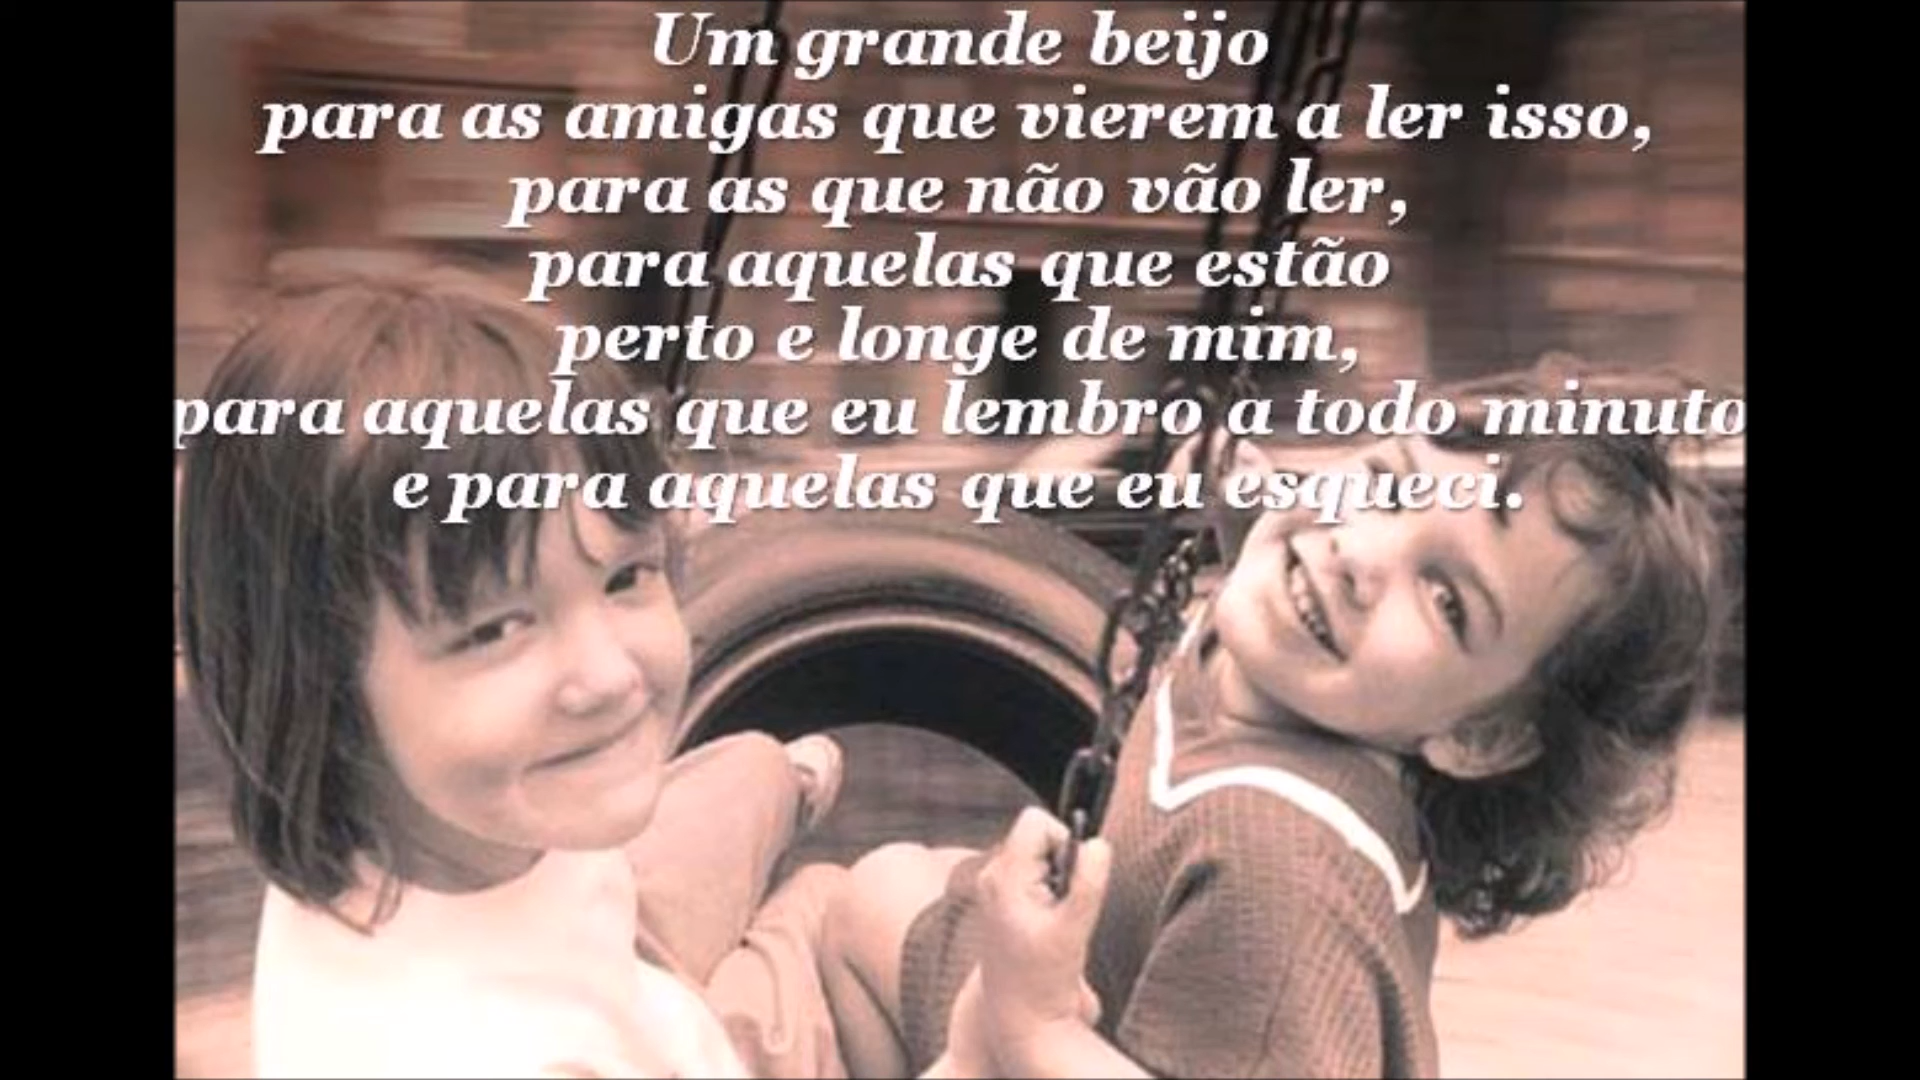 Um grande beijo
para as amigas que vierem a ler isso,
para as que não vão ler,
para aquelas que estão
perto e longe de mim,
para aquelas que eu lembro a todo minuto
e para aquelas que eu esqueci.